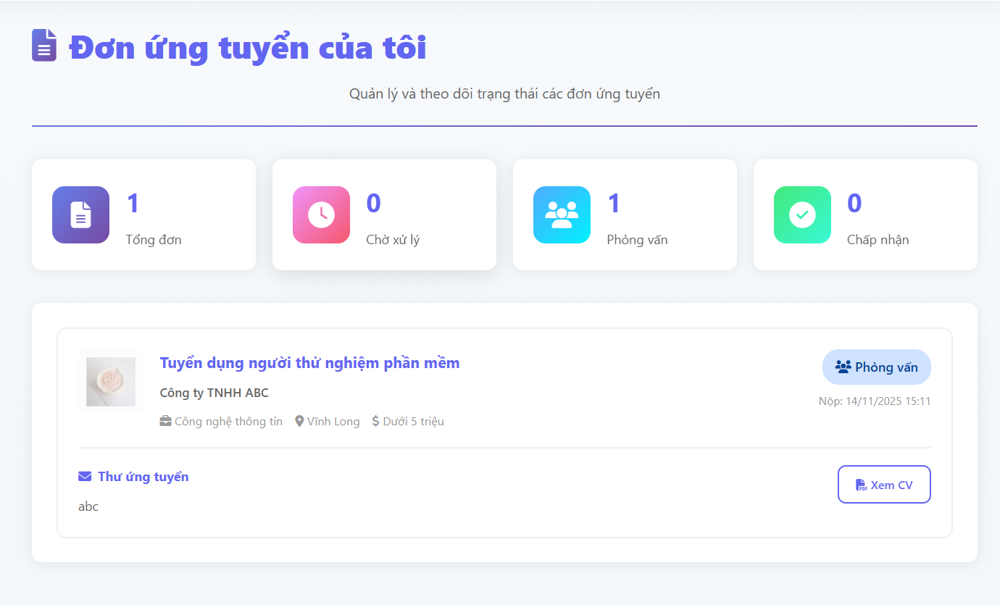 Đơn ứng tuyển của tôi
Quản lý và theo dõi trạng thái các đơn ứng tuyển
1
Tổng đơn
0
Chờ xử lý
1
Phỏng vấn
0
Chấp nhận
Tuyển dụng người thử nghiệm phần mềm
Phỏng vấn
Công ty TNHH ABC
Nộp: 14/11/2025 15:11
Công nghệ thông tin Vĩnh Long $ Dưới 5 triệu
Thư ứng tuyển
PDF Xem CV
abc